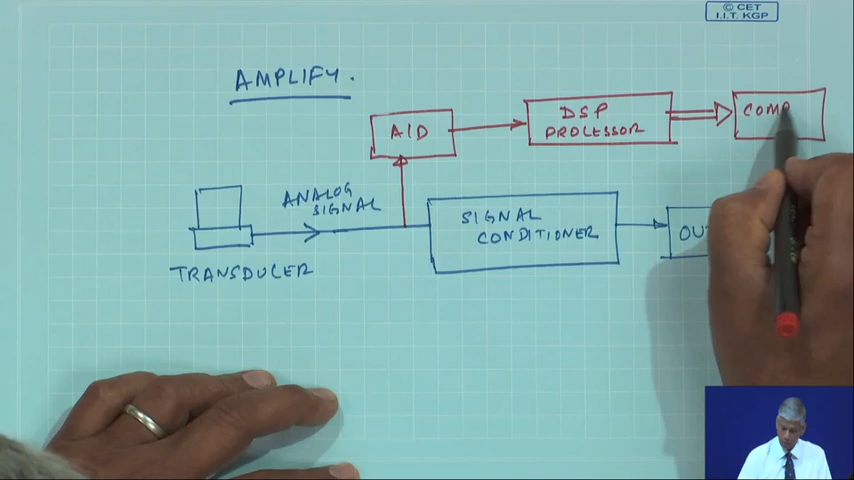 © CET
I.I.T. KGP
AMPLIFY.
A/D
DSP
PROCESSOR
COMP
ANALOG
SIGNAL
SIGNAL
CONDITIONER
OUT
TRANSDUCER